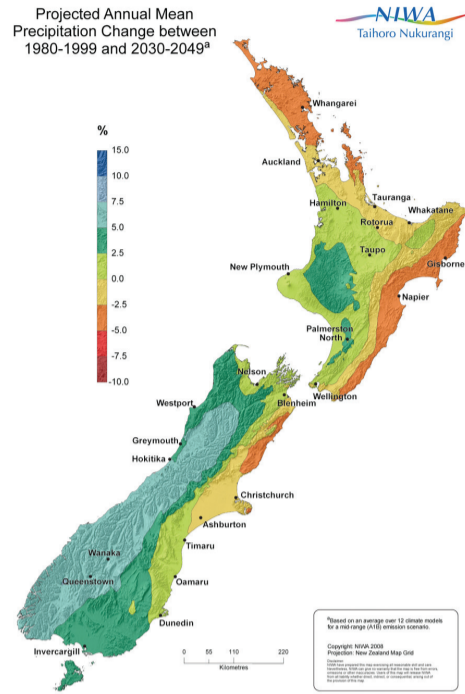 Projected Annual Mean
Precipitation Change between
1980-1999 and 2030-2049ª
NIWA
Taihoro Nukurangi
%
15.0
10.0
7.5
5.0
2.5
0.0
-2.5
-5.0
-7.5
-10.0
Whangarei
Auckland
Hamilton
Tauranga
Whakatane
Rotorua
Taupo
Gisborne
New Plymouth
Napier
Palmerston
North
Nelson
Wellington
Blenheim
Westport
Greymouth
Hokitika
Christchurch
Ashburton
Timaru
Wanaka
Queenstown
Oamaru
Dunedin
Invercargill
0 55 110 220
Kilometres
ªBased on an average over 12 climate models
for a mid-range (A1B) emission scenario.
Copyright: NIWA 2008
Projection: New Zealand Map Grid